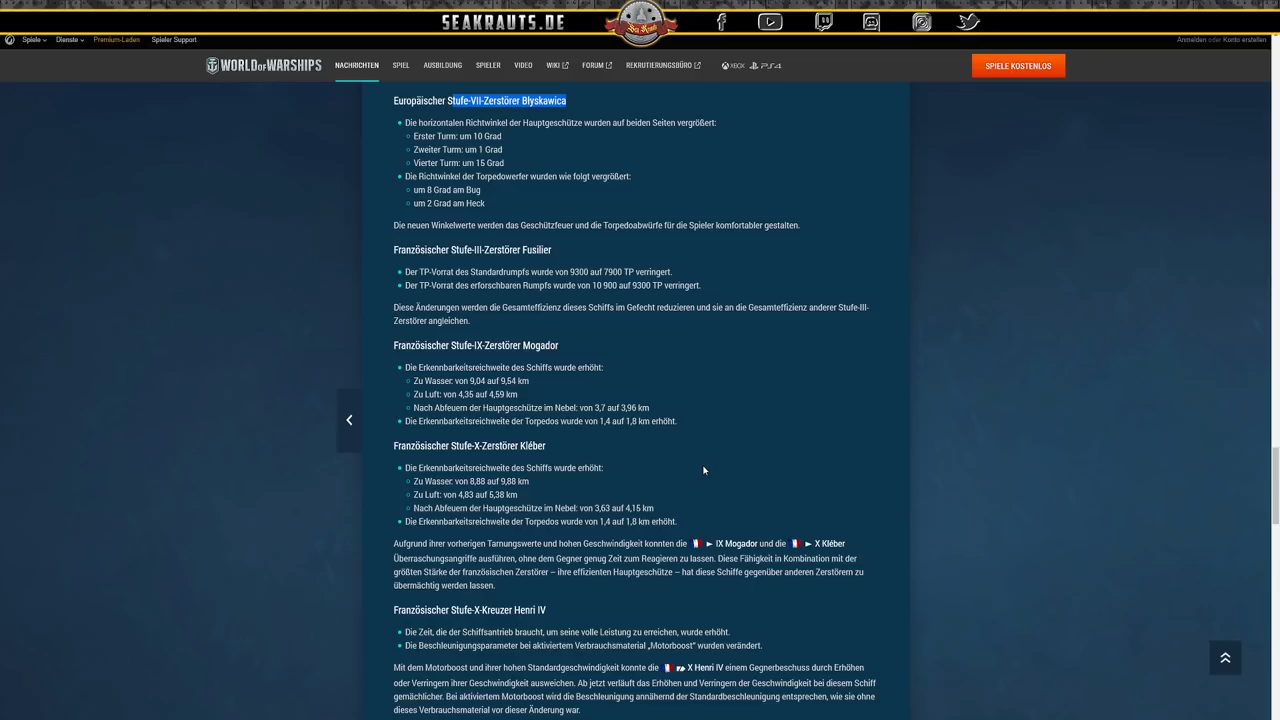 SEAKRAUTS.DE
Spiele Dienste Premium-Laden Spieler Support
Anmelden oder Konto erstellen
WORLD OF WARSHIPS NACHRICHTEN SPIEL AUSBILDUNG SPIELER VIDEO WIKI FORUM REKRUTIERUNGSBÜRO XBOX PS4 SPIELE KOSTENLOS
Europäischer Stufe-VII-Zerstörer Błyskawica
Die horizontalen Richtwinkel der Hauptgeschütze wurden auf beiden Seiten vergrößert:
Erster Turm: um 10 Grad
Zweiter Turm: um 1 Grad
Vierter Turm: um 15 Grad
Die Richtwinkel der Torpedowerfer wurden wie folgt vergrößert:
um 8 Grad am Bug
um 2 Grad am Heck
Die neuen Winkelwerte werden das Geschützfeuer und die Torpedoabwürfe für die Spieler komfortabler gestalten.
Französischer Stufe-III-Zerstörer Fusilier
Der TP-Vorrat des Standardrumpfs wurde von 9300 auf 7900 TP verringert.
Der TP-Vorrat des erforschbaren Rumpfs wurde von 10 900 auf 9300 TP verringert.
Diese Änderungen werden die Gesamteffizienz dieses Schiffs im Gefecht reduzieren und sie an die Gesamteffizienz anderer Stufe-III-
Zerstörer angleichen.
Französischer Stufe-IX-Zerstörer Mogador
Die Erkennbarkeitsreichweite des Schiffs wurde erhöht:
Zu Wasser: von 9,04 auf 9,54 km
Zu Luft: von 4,35 auf 4,59 km
Nach Abfeuern der Hauptgeschütze im Nebel: von 3,7 auf 3,96 km
Die Erkennbarkeitsreichweite der Torpedos wurde von 1,4 auf 1,8 km erhöht.
Französischer Stufe-X-Zerstörer Kléber
Die Erkennbarkeitsreichweite des Schiffs wurde erhöht:
Zu Wasser: von 8,88 auf 9,88 km
Zu Luft: von 4,83 auf 5,38 km
Nach Abfeuern der Hauptgeschütze im Nebel: von 3,63 auf 4,15 km
Die Erkennbarkeitsreichweite der Torpedos wurde von 1,4 auf 1,8 km erhöht.
Aufgrund ihrer vorherigen Tarnungswerte und hohen Geschwindigkeit konnten die IX Mogador und die X Kléber
Überraschungsangriffe ausführen, ohne dem Gegner genug Zeit zum Reagieren zu lassen. Diese Fähigkeit in Kombination mit der
größten Stärke der französischen Zerstörer – ihre effizienten Hauptgeschütze – hat diese Schiffe gegenüber anderen Zerstörern zu
übermächtig werden lassen.
Französischer Stufe-X-Kreuzer Henri IV
Die Zeit, die der Schiffsantrieb braucht, um seine volle Leistung zu erreichen, wurde erhöht.
Die Beschleunigungsparameter bei aktiviertem Verbrauchsmaterial „Motorboost“ wurden verändert.
Mit dem Motorboost und ihrer hohen Standardgeschwindigkeit konnte die X Henri IV einem Gegnerbeschuss durch Erhöhen
oder Verringern ihrer Geschwindigkeit ausweichen. Ab jetzt verläuft das Erhöhen und Verringern der Geschwindigkeit bei diesem Schiff
gemächlicher. Bei aktiviertem Motorboost wird die Beschleunigung annähernd der Standardbeschleunigung entsprechen, wie sie ohne
dieses Verbrauchsmaterial vor dieser Änderung war.